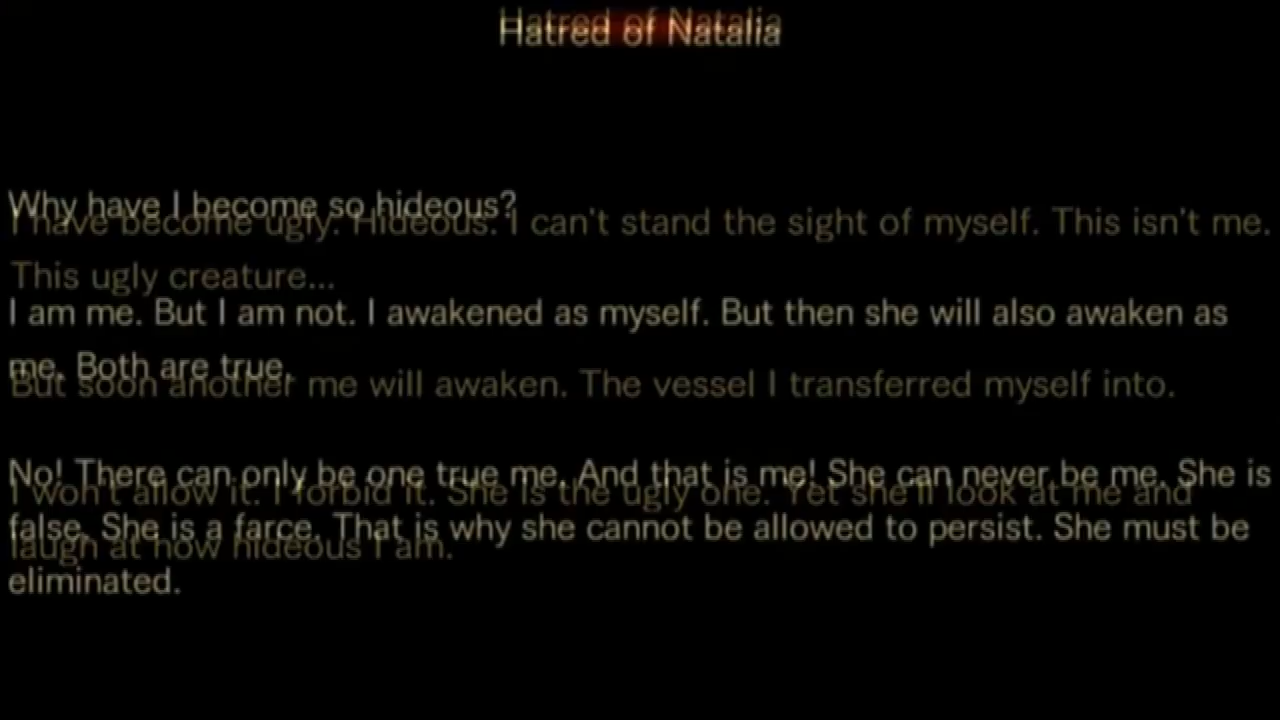 Hatred of Natalia
Hatred of Natalia
Why have I become so hideous?
I have become ugly. Hideous. I can't stand the sight of myself. This isn't me.
This ugly creature...
I am me. But I am not. I awakened as myself. But then she will also awaken as
me. Both are true.
But soon another me will awaken. The vessel I transferred myself into.
No! There can only be one true me. And that is me! She can never be me. She is
I won't allow it. I forbid it. She is the ugly one. Yet she'll look at me and
false. She is a farce. That is why she cannot be allowed to persist. She must be
laugh at how hideous I am.
eliminated.